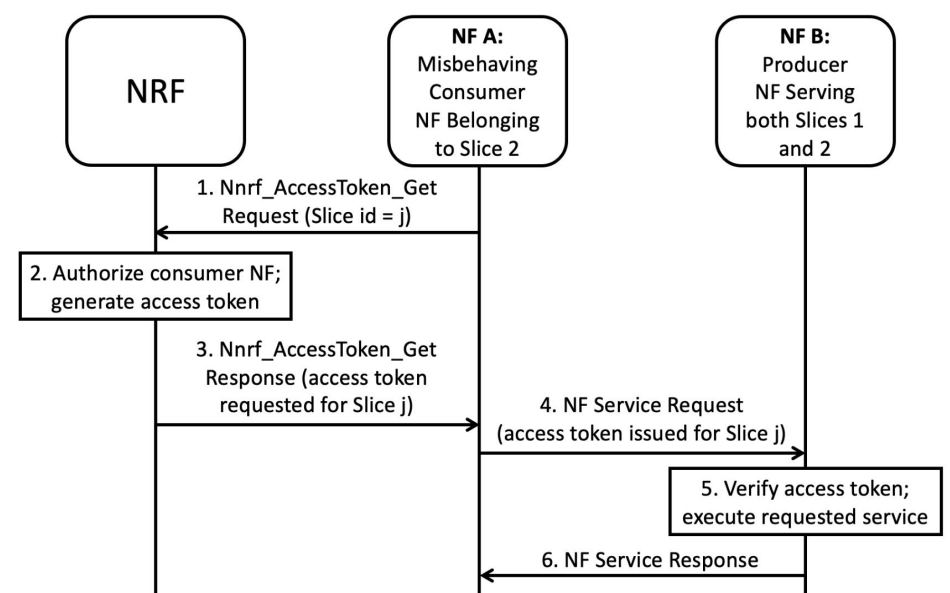 NRF
NF A:
Misbehaving
Consumer
NF Belonging
to Slice 2
NF B:
Producer
NF Serving
both Slices 1
and 2
1. Nnrf_AccessToken_Get
Request (Slice id = j)
2. Authorize consumer NF;
generate access token
3. Nnrf_AccessToken_Get
Response (access token
requested for Slice j)
4. NF Service Request
(access token issued for Slice j)
5. Verify access token;
execute requested service
6. NF Service Response